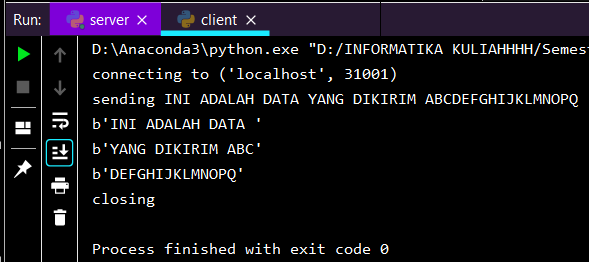 Run: server × client ×
D:\Anaconda3\python.exe "D:/INFORMATIKA KULIAHHHH/Semes
connecting to ('localhost', 31001)
sending INI ADALAH DATA YANG DIKIRIM ABCDEFGHIJKLMNOPQ
b'INI ADALAH DATA '
b'YANG DIKIRIM ABC'
b'DEFGHIJKLMNOPQ'
closing
Process finished with exit code 0